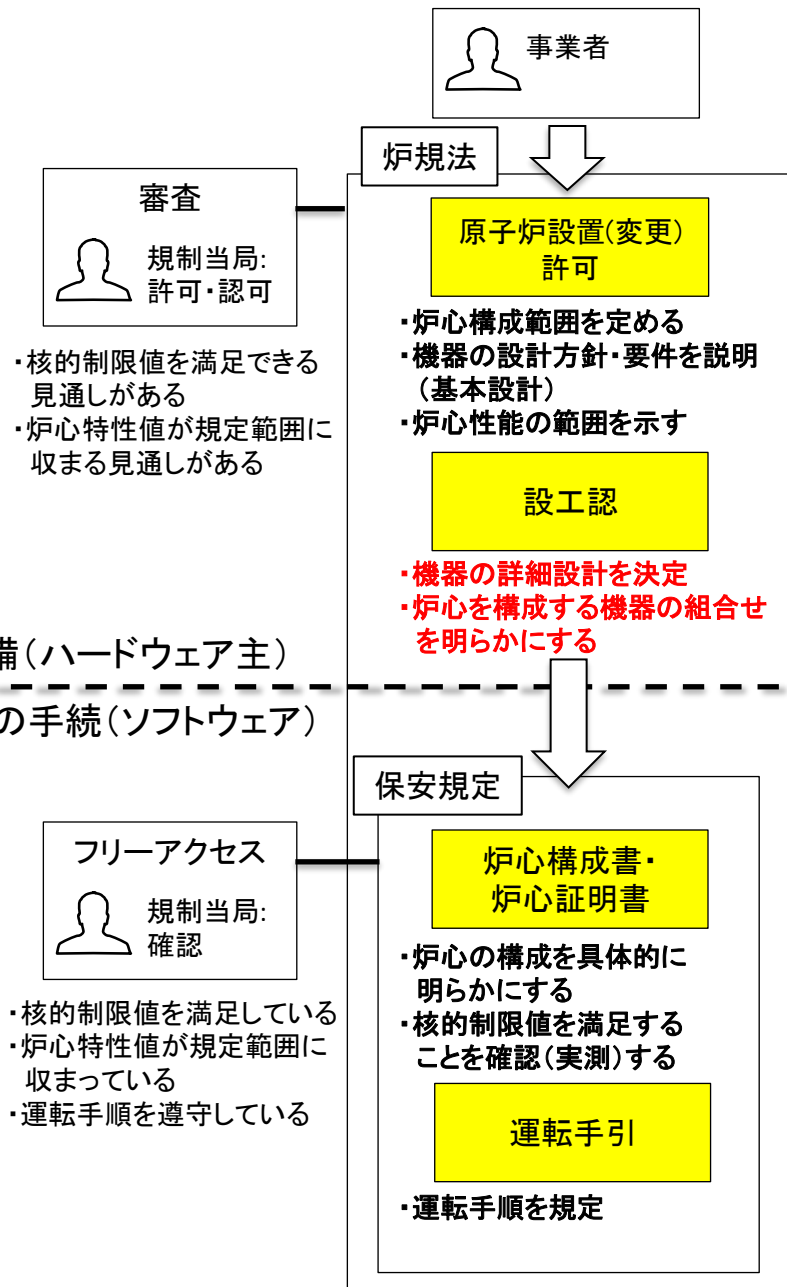 事業者
炉規法
審査
規制当局:
許可・認可
・核的制限値を満足できる
見通しがある
・炉心特性値が規定範囲に
収まる見通しがある
原子炉設置(変更)
許可
・炉心構成範囲を定める
・機器の設計方針・要件を説明
(基本設計)
・炉心性能の範囲を示す
設工認
・機器の詳細設計を決定
・炉心を構成する機器の組合せ
を明らかにする
備(ハードウェア主)
の手続(ソフトウェア)
保安規定
フリーアクセス
規制当局:
確認
・核的制限値を満足している
・炉心特性値が規定範囲に
収まっている
・運転手順を遵守している
炉心構成書・
炉心証明書
・炉心の構成を具体的に
明らかにする
・核的制限値を満足する
ことを確認(実測)する
運転手引
・運転手順を規定